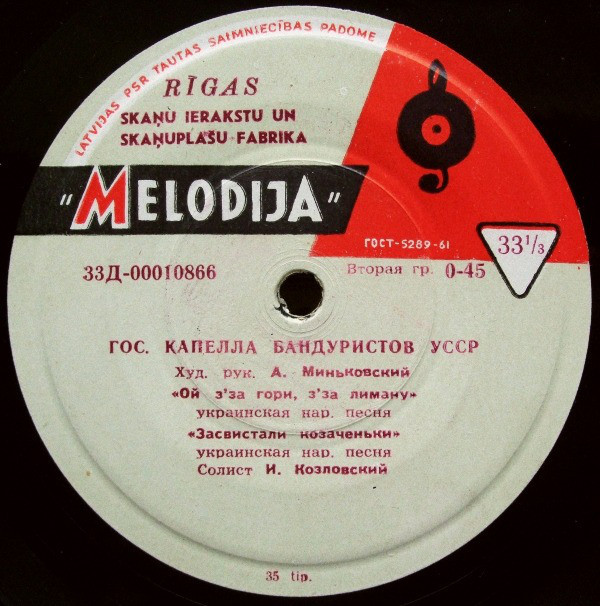 LATVIJAS PSR TAUTAS SAIMNIECĪBAS PADOME
RĪGAS
SKAŅU IERAKSTU UN
SKAŅUPLAŠU FABRIKA
"MELODIJA"
ГОСТ-5289-61
33 1/3
33Д-00010866
Вторая гр. 0-45
ГОС. КАПЕЛЛА БАНДУРИСТОВ УССР
Худ. рук. А. Миньковский
«Ой з'за гори, з'за лиману»
украинская нар. песня
«Засвистали козаченьки»
украинская нар. песня
Солист И. Козловский
35 tip.